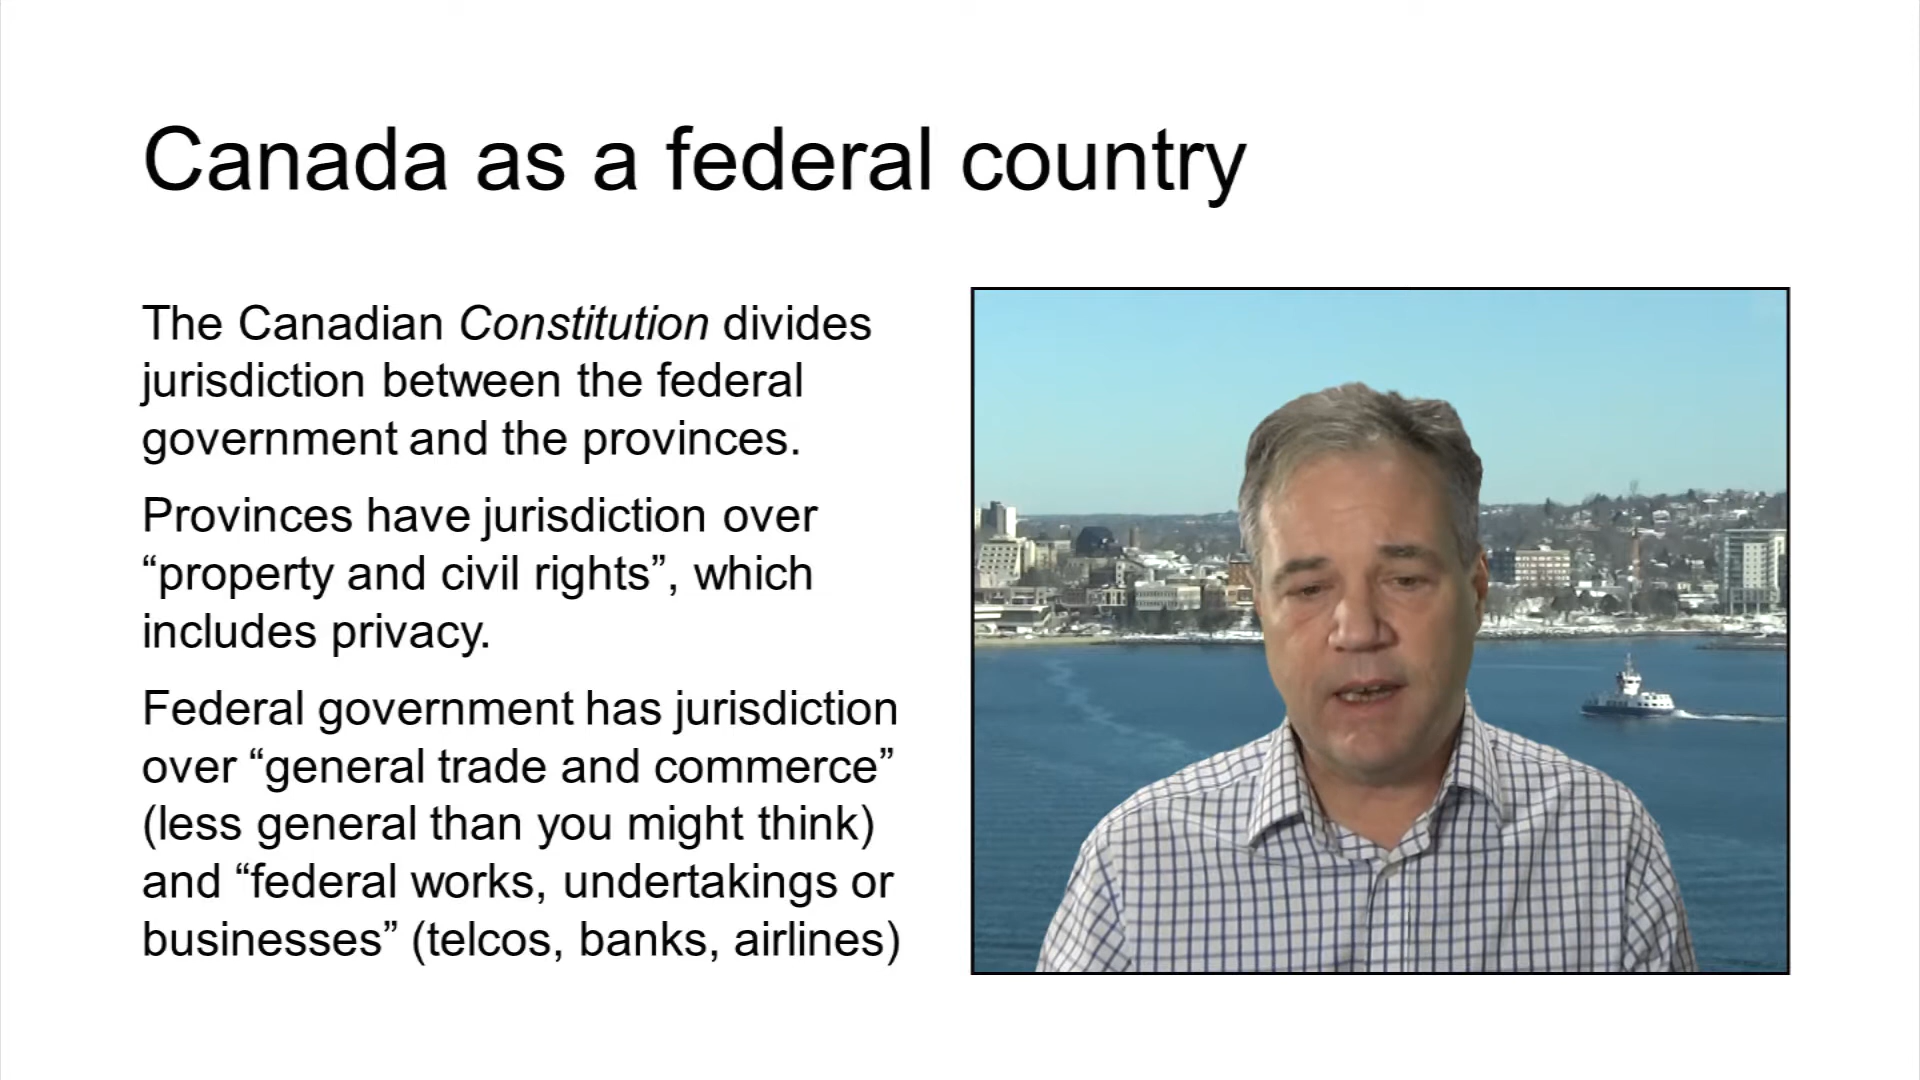 Canada as a federal country
The Canadian Constitution divides
jurisdiction between the federal
government and the provinces.
Provinces have jurisdiction over
“property and civil rights”, which
includes privacy.
Federal government has jurisdiction
over “general trade and commerce”
(less general than you might think)
and “federal works, undertakings or
businesses” (telcos, banks, airlines)